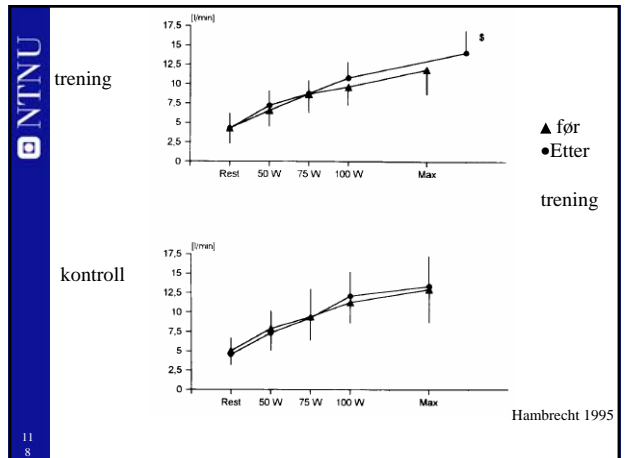 NTNU
trening
[l/min]
17,5
15
12,5
10
7,5
5
2,5
0
$
Rest 50 W 75 W 100 W Max
▲ før
●Etter
trening
kontroll
[l/min]
17,5
15
12,5
10
7,5
5
2,5
0
Rest 50 W 75 W 100 W Max
Hambrecht 1995
11
8